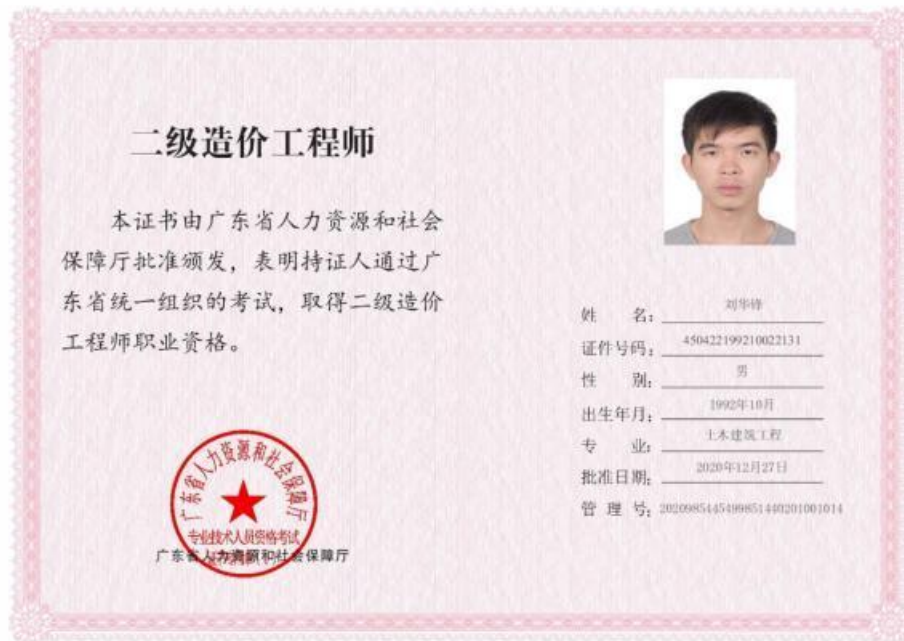 二级造价工程师
本证书由广东省人力资源和社会
保障厅批准颁发，表明持证人通过广
东省统一组织的考试，取得二级造价
工程师职业资格。
广东省人力资源和社会保障厅
专业技术人员资格考试
广东省人力资源和社会保障厅
姓 名：刘华锋
证件号码：450422199210022131
性 别：男
出生年月：1992年10月
专 业：土木建筑工程
批准日期：2020年12月27日
管 理 号：20209854454998514402010​01014